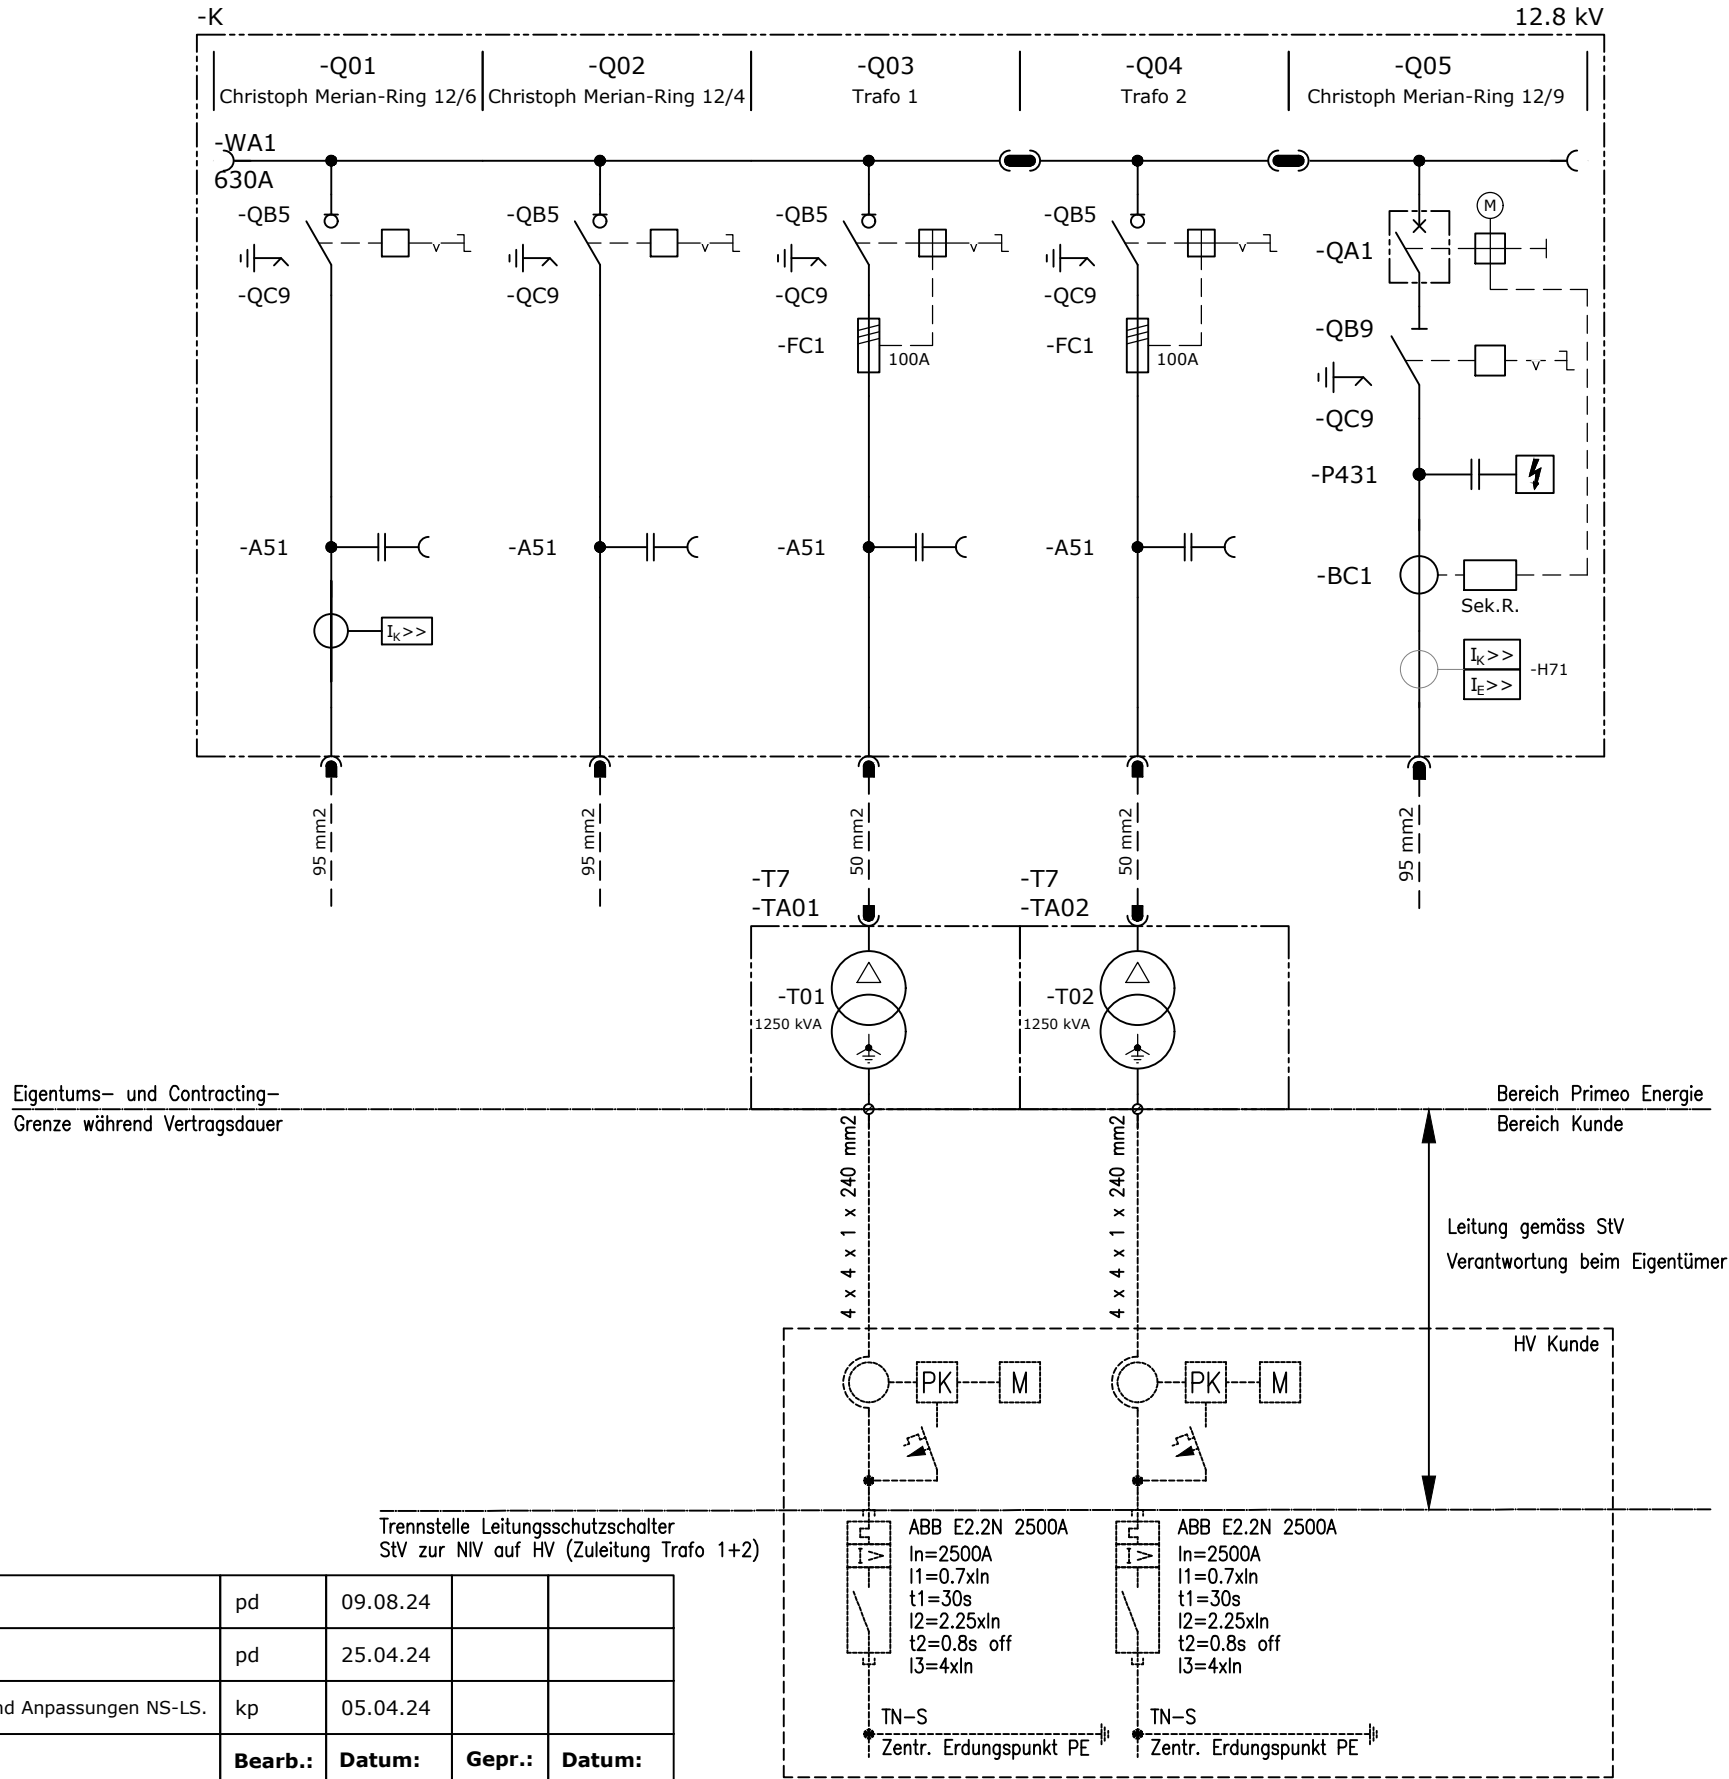 -K
12.8 kV
-Q01
-Q02
-Q03
-Q04
-Q05
Christoph Merian-Ring 12/6
Christoph Merian-Ring 12/4
Trafo 1
Trafo 2
Christoph Merian-Ring 12/9
-WA1
630A
-QB5
-QC9
-QB5
-QC9
-QB5
-QC9
-FC1
100A
-QB5
-QC9
-FC1
100A
M
-QA1
-QB9
-QC9
-P431
-A51
-A51
-A51
-A51
-BC1
Sek.R.
IK>>
IK>>
IE>>
-H71
95 mm2
50 mm2
50 mm2
95 mm2
-T7
-TA01
-T7
-TA02
-T01
1250 kVA
-T02
1250 kVA
Eigentums- und Contracting-
Grenze während Vertragsdauer
Bereich Primeo Energie
Bereich Kunde
4 x 4 x 1 x 240 mm2
4 x 4 x 1 x 240 mm2
Leitung gemäss StV
Verantwortung beim Eigentümer
HV Kunde
PK
M
PK
M
Trennstelle Leitungsschutzschalter
StV zur NIV auf HV (Zuleitung Trafo 1+2)
I >
ABB E2.2N 2500A
In=2500A
I1=0.7xIn
t1=30s
I2=2.25xIn
t2=0.8s off
I3=4xIn
I >
ABB E2.2N 2500A
In=2500A
I1=0.7xIn
t1=30s
I2=2.25xIn
t2=0.8s off
I3=4xIn
TN-S
Zentr. Erdungspunkt PE
TN-S
Zentr. Erdungspunkt PE
pd 09.08.24
pd 25.04.24
nd Anpassungen NS-LS. kp 05.04.24
Bearb.: Datum: Gepr.: Datum: